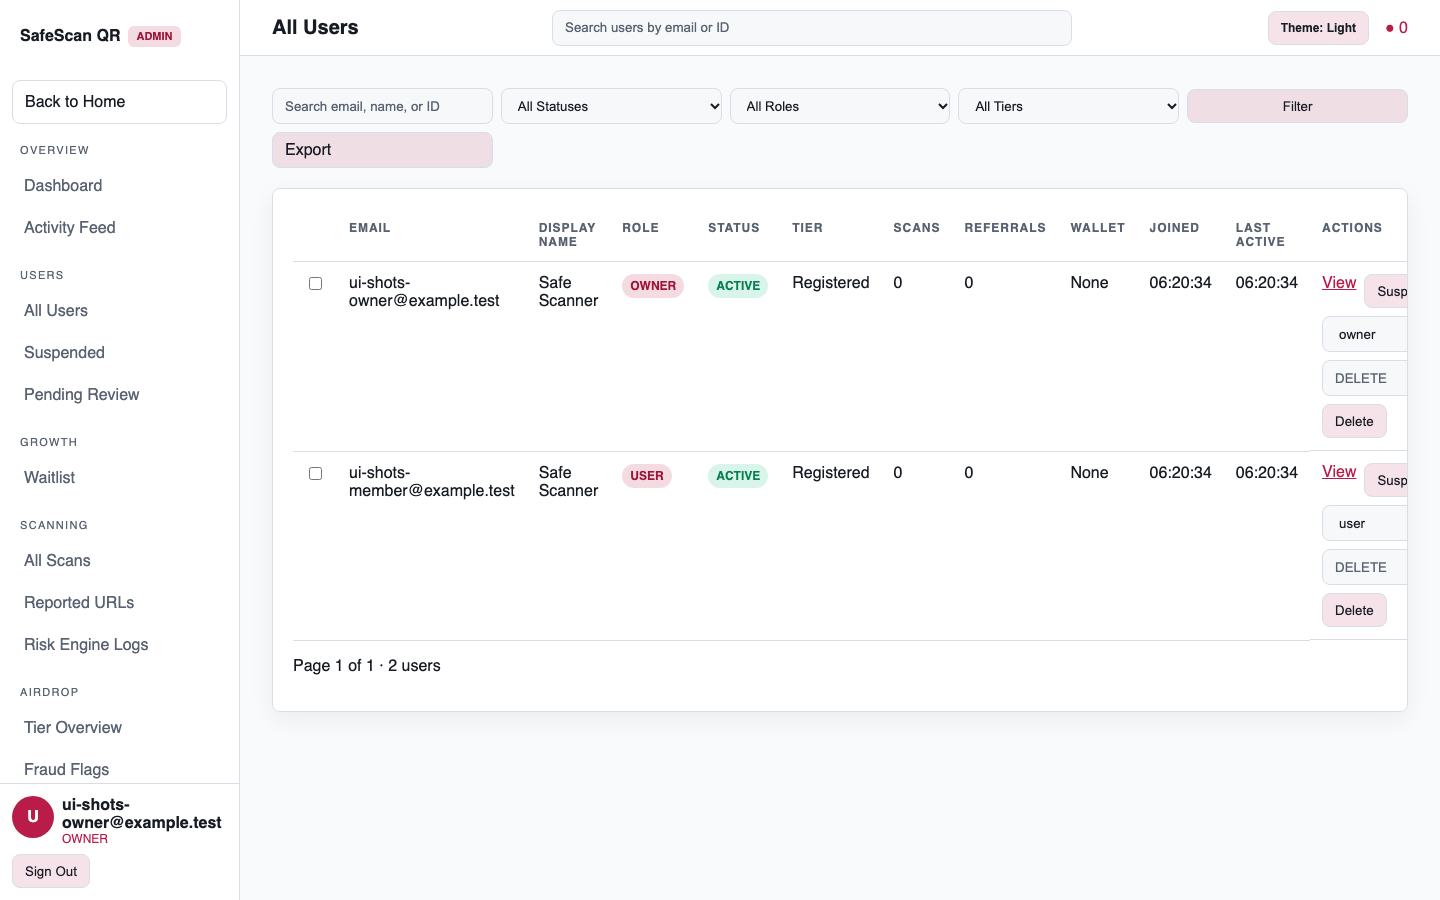 SafeScan QR ADMIN
Back to Home
OVERVIEW
Dashboard
Activity Feed
USERS
All Users
Suspended
Pending Review
GROWTH
Waitlist
SCANNING
All Scans
Reported URLs
Risk Engine Logs
AIRDROP
Tier Overview
Fraud Flags
U
ui-shots-
owner@example.test
OWNER
Sign Out
All Users
Search users by email or ID
Theme: Light
● 0
Search email, name, or ID
All Statuses
All Roles
All Tiers
Filter
Export
EMAIL DISPLAY NAME ROLE STATUS TIER SCANS REFERRALS WALLET JOINED LAST ACTIVE ACTIONS
ui-shots- Safe OWNER ACTIVE Registered 0 0 None 06:20:34 06:20:34 View Susp
owner@example.test Scanner
owner
DELETE
Delete
ui-shots- Safe USER ACTIVE Registered 0 0 None 06:20:34 06:20:34 View Susp
member@example.test Scanner
user
DELETE
Delete
Page 1 of 1 · 2 users